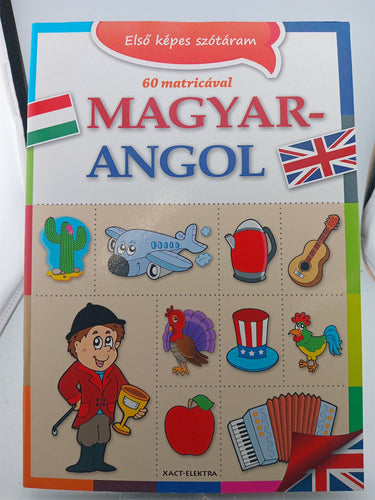 Első képes szótáram
60 matricával
MAGYAR-
ANGOL
XACT-ELEKTRA